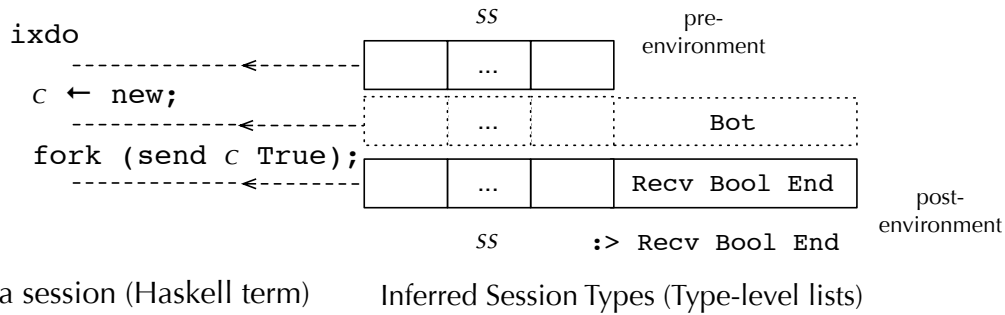 ss
pre-
environment
ixdo
...
c ← new;
... Bot
fork (send c True);
... Recv Bool End
post-
environment
ss :> Recv Bool End
a session (Haskell term) Inferred Session Types (Type-level lists)